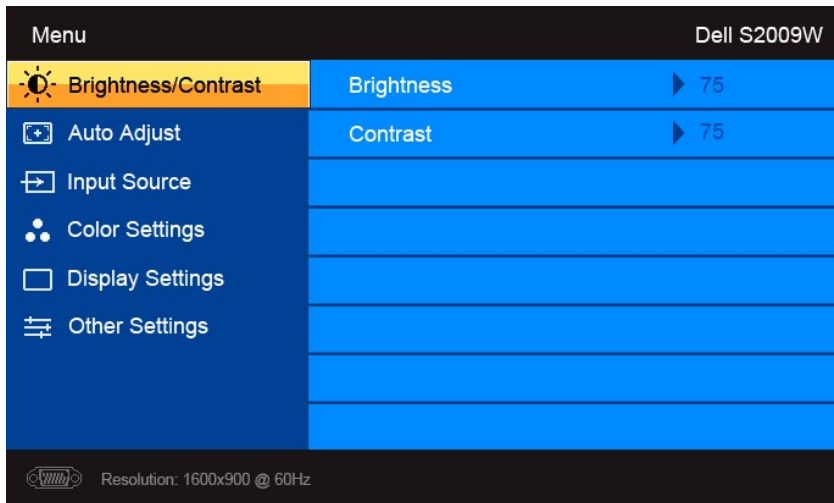 Menu Dell S2009W
Brightness/Contrast Brightness 75
Auto Adjust Contrast 75
Input Source
Color Settings
Display Settings
Other Settings
Resolution: 1600x900 @ 60Hz